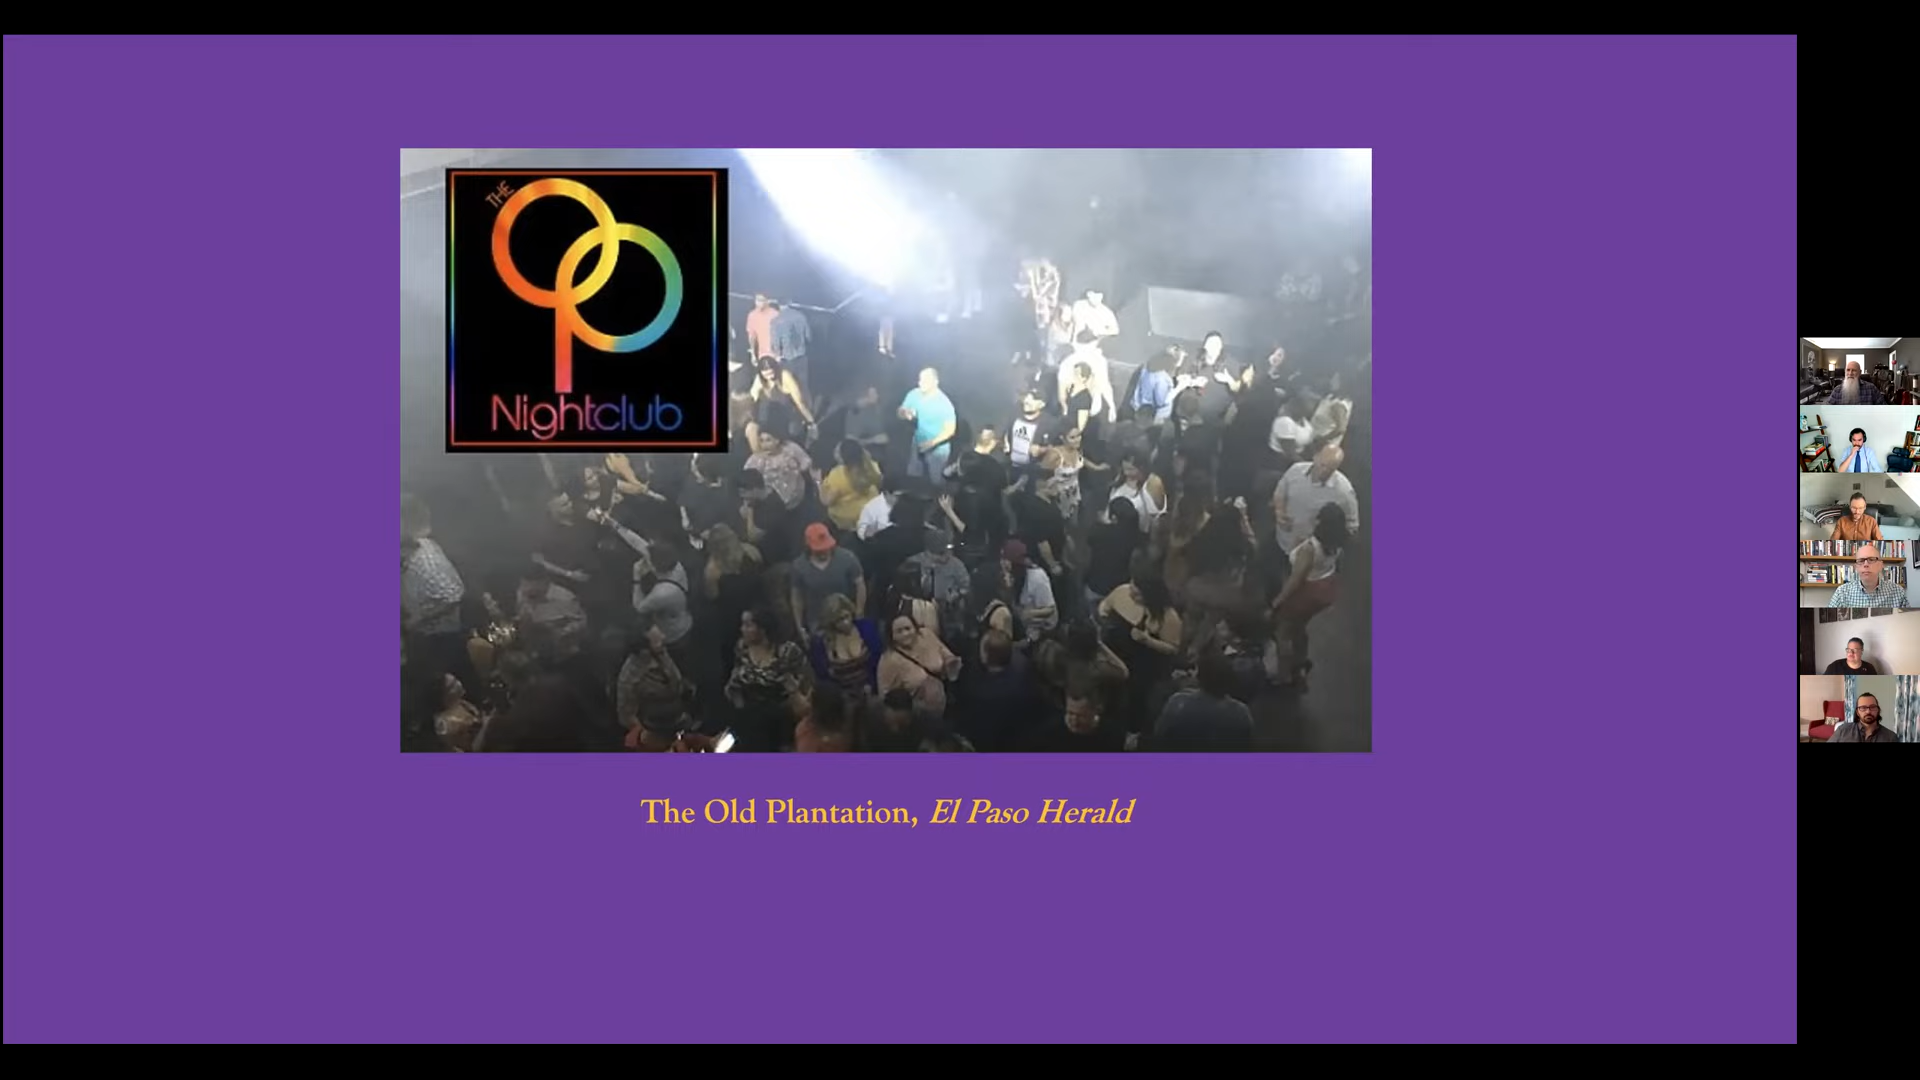 THE
op
Nightclub
The Old Plantation, El Paso Herald